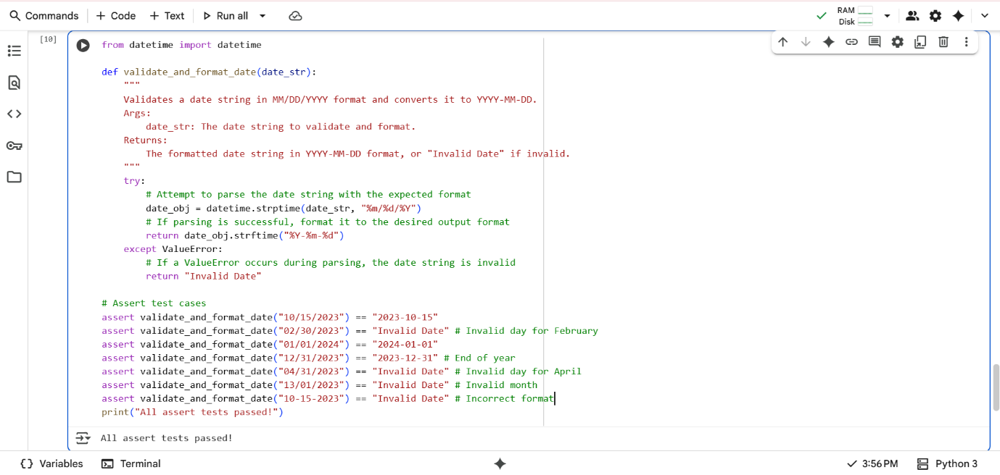 Commands + Code + Text Run all
RAM
Disk
[10]
from datetime import datetime
def validate_and_format_date(date_str):
"""
Validates a date string in MM/DD/YYYY format and converts it to YYYY-MM-DD.
Args:
date_str: The date string to validate and format.
Returns:
The formatted date string in YYYY-MM-DD format, or "Invalid Date" if invalid.
"""
try:
# Attempt to parse the date string with the expected format
date_obj = datetime.strptime(date_str, "%m/%d/%Y")
# If parsing is successful, format it to the desired output format
return date_obj.strftime("%Y-%m-%d")
except ValueError:
# If a ValueError occurs during parsing, the date string is invalid
return "Invalid Date"
# Assert test cases
assert validate_and_format_date("10/15/2023") == "2023-10-15"
assert validate_and_format_date("02/30/2023") == "Invalid Date" # Invalid day for February
assert validate_and_format_date("01/01/2024") == "2024-01-01"
assert validate_and_format_date("12/31/2023") == "2023-12-31" # End of year
assert validate_and_format_date("04/31/2023") == "Invalid Date" # Invalid day for April
assert validate_and_format_date("13/01/2023") == "Invalid Date" # Invalid month
assert validate_and_format_date("10-15-2023") == "Invalid Date" # Incorrect format
print("All assert tests passed!")
All assert tests passed!
{} Variables Terminal 3:56 PM Python 3